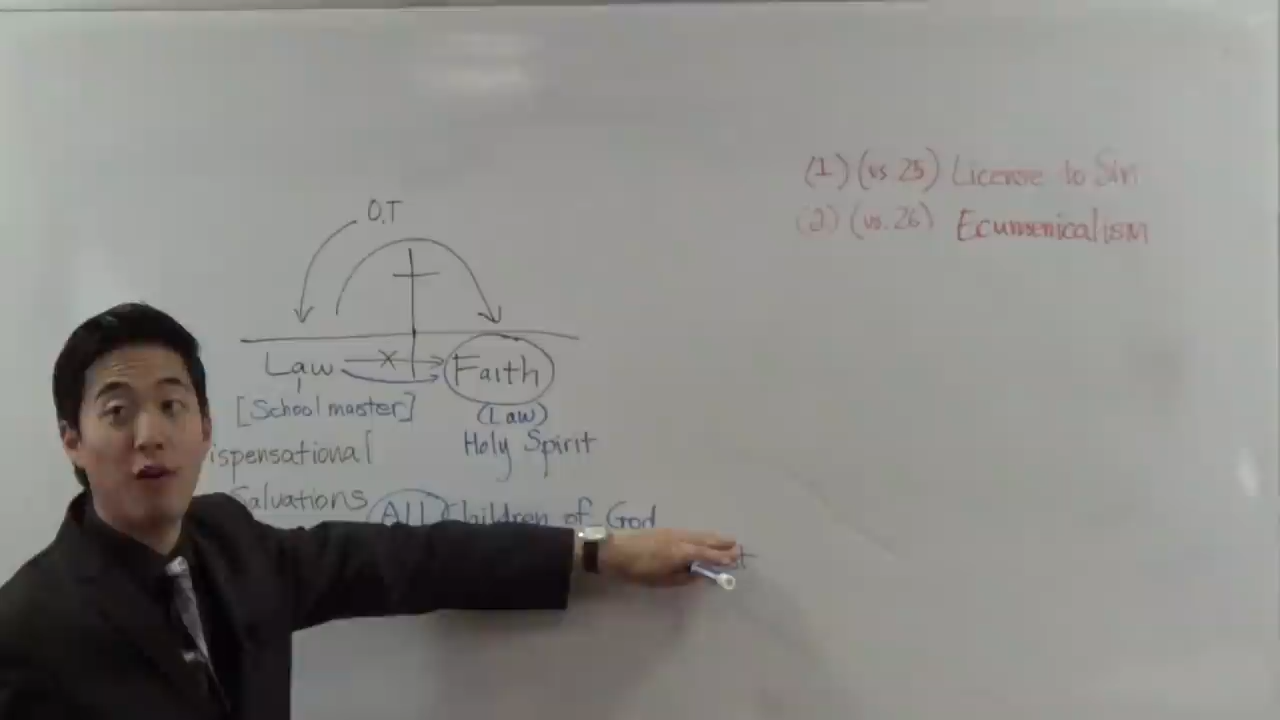 (1) (vs. 25) License to Sin
(2) (vs. 26) Ecumenicalism
O.T
Law
X
Faith
[School master]
(Law)
Holy Spirit
ispensational
Salvations
All Children of God